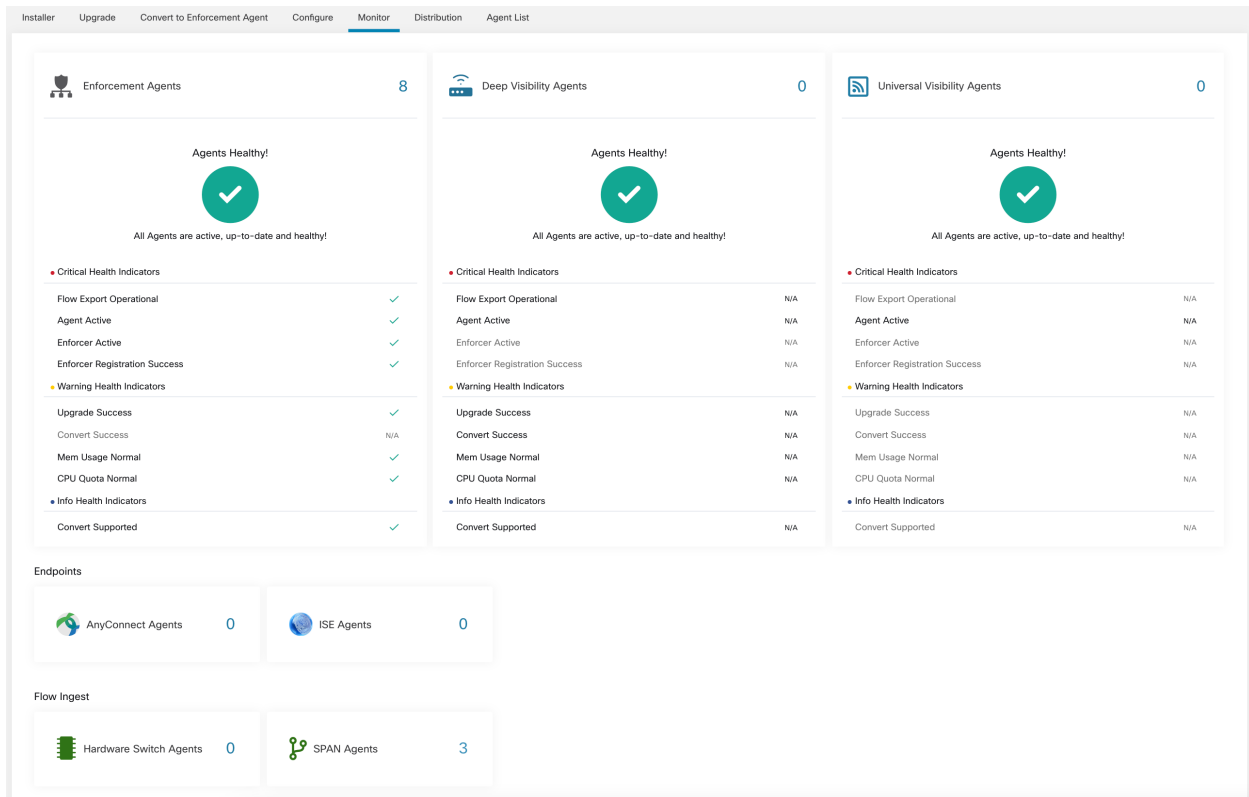 Installer Upgrade Convert to Enforcement Agent Configure Monitor Distribution Agent List
Enforcement Agents 8
Agents Healthy!
All Agents are active, up-to-date and healthy!
Critical Health Indicators
Flow Export Operational
Agent Active
Enforcer Active
Enforcer Registration Success
Warning Health Indicators
Upgrade Success
Convert Success N/A
Mem Usage Normal
CPU Quota Normal
Info Health Indicators
Convert Supported
Deep Visibility Agents 0
Agents Healthy!
All Agents are active, up-to-date and healthy!
Critical Health Indicators
Flow Export Operational N/A
Agent Active N/A
Enforcer Active N/A
Enforcer Registration Success N/A
Warning Health Indicators
Upgrade Success N/A
Convert Success N/A
Mem Usage Normal N/A
CPU Quota Normal N/A
Info Health Indicators
Convert Supported N/A
Universal Visibility Agents 0
Agents Healthy!
All Agents are active, up-to-date and healthy!
Critical Health Indicators
Flow Export Operational N/A
Agent Active N/A
Enforcer Active N/A
Enforcer Registration Success N/A
Warning Health Indicators
Upgrade Success N/A
Convert Success N/A
Mem Usage Normal N/A
CPU Quota Normal N/A
Info Health Indicators
Convert Supported N/A
Endpoints
AnyConnect Agents 0
ISE Agents 0
Flow Ingest
Hardware Switch Agents 0
SPAN Agents 3